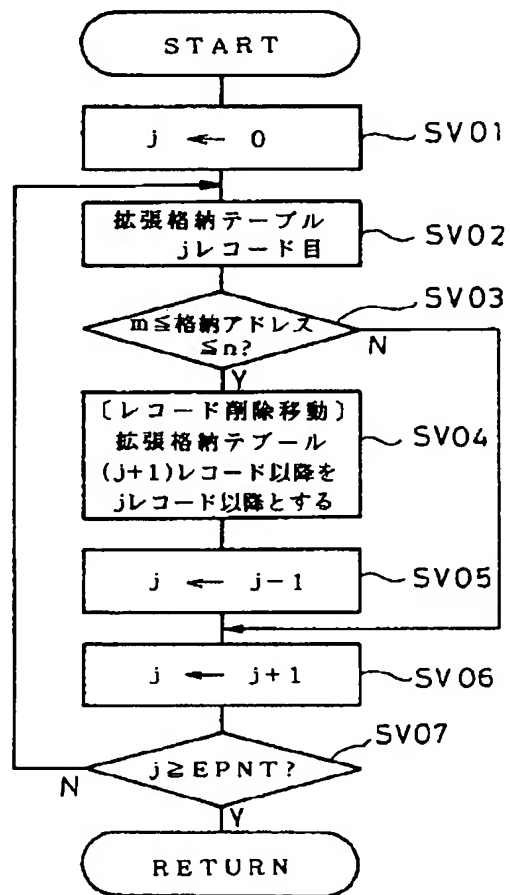 START
j ← 0
SV01
拡張格納テーブル
jレコード目
SV02
SV03
m≦格納アドレス
≦n?
N
Y
〔レコード削除移動〕
拡張格納テブール
(j+1)レコード以降を
jレコード以降とする
SV04
j ← j-1
SV05
j ← j+1
SV06
SV07
j≧EPNT?
N
Y
RETURN